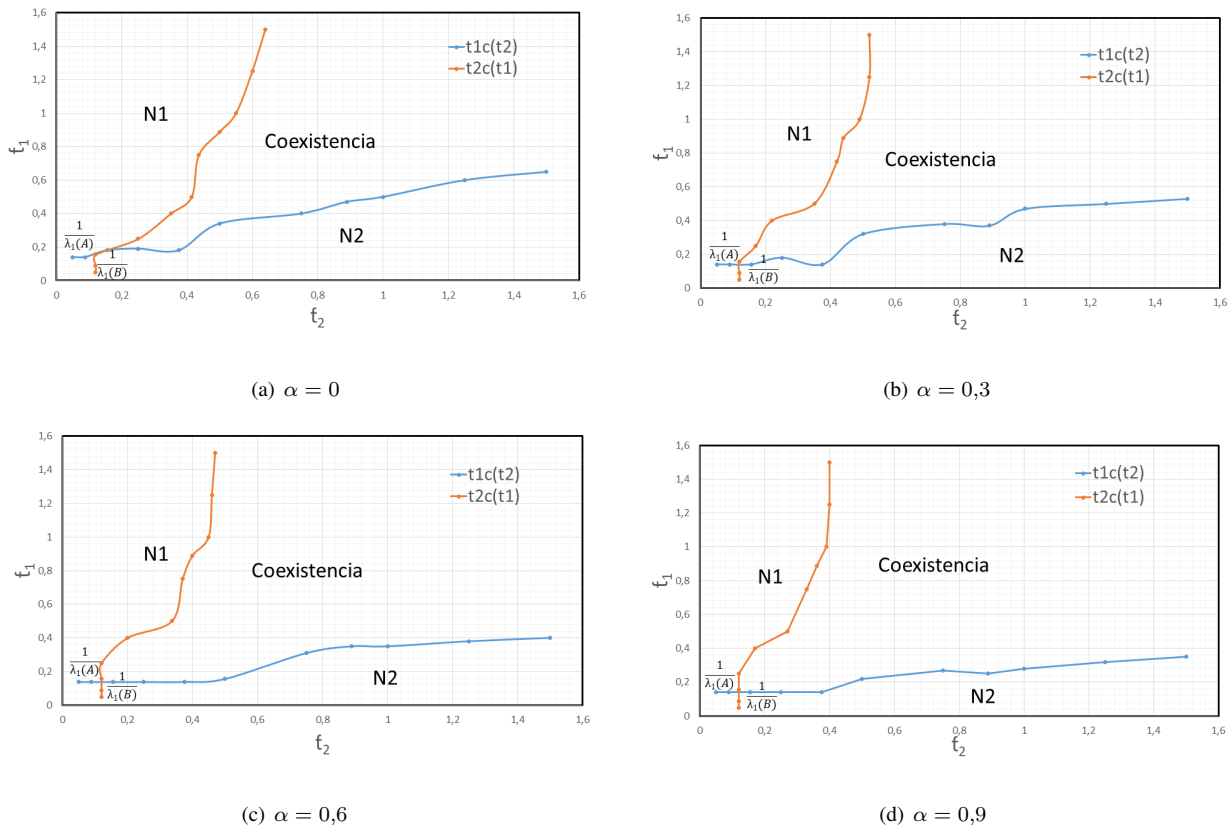 1,6
1,4
1,2
1
0,8
0,6
0,4
0,2
0
0 0,2 0,4 0,6 0,8 1 1,2 1,4 1,6
ƭ1
ƭ2
t1c(t2)
t2c(t1)
N1
Coexistencia
N2
1/λ1(A)
1/λ1(B)
(a) α = 0
1,6
1,4
1,2
1
0,8
0,6
0,4
0,2
0
0 0,2 0,4 0,6 0,8 1 1,2 1,4 1,6
ƭ1
ƭ2
t1c(t2)
t2c(t1)
N1
Coexistencia
N2
1/λ1(A)
1/λ1(B)
(b) α = 0,3
1,6
1,4
1,2
1
0,8
0,6
0,4
0,2
0
0 0,2 0,4 0,6 0,8 1 1,2 1,4 1,6
ƭ1
ƭ2
t1c(t2)
t2c(t1)
N1
Coexistencia
N2
1/λ1(A)
1/λ1(B)
(c) α = 0,6
1,6
1,4
1,2
1
0,8
0,6
0,4
0,2
0
0 0,2 0,4 0,6 0,8 1 1,2 1,4 1,6
ƭ1
ƭ2
t1c(t2)
t2c(t1)
N1
Coexistencia
N2
1/λ1(A)
1/λ1(B)
(d) α = 0,9